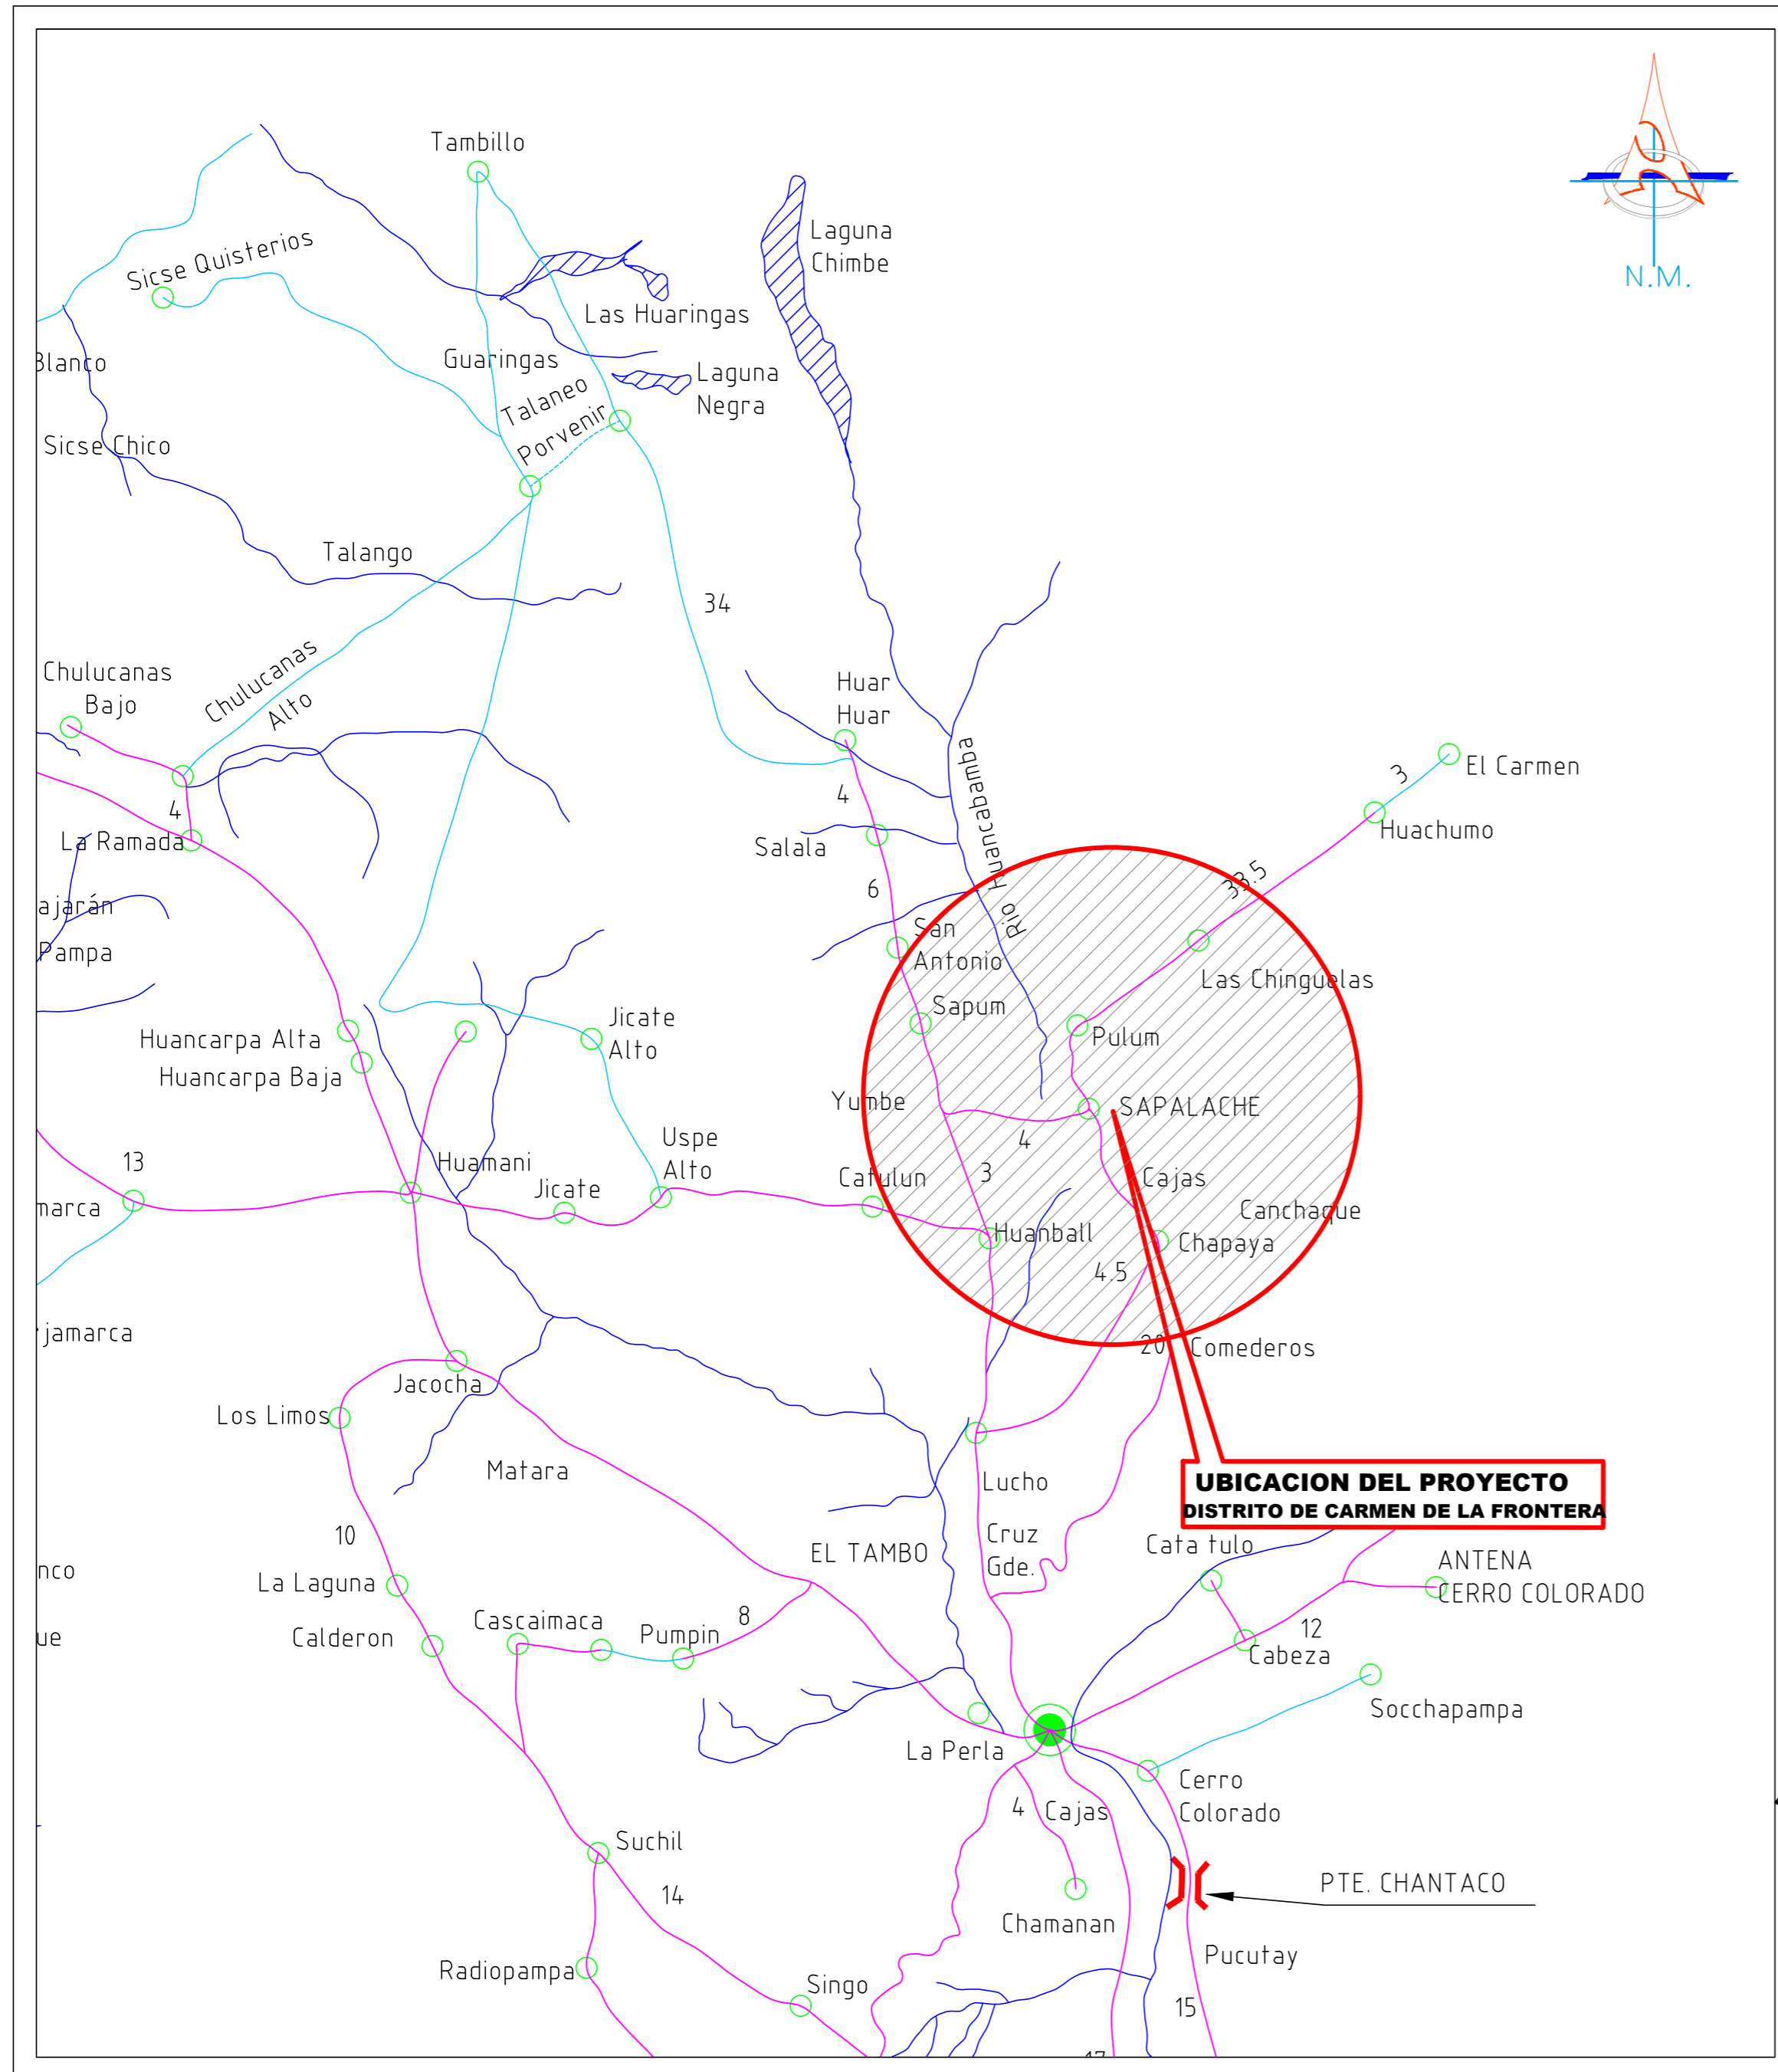 Tambillo
Laguna
Chimbe
Sicse Quisterios
N.M.
Las Huaringas
Guaringas
Blanco
Laguna
Negra
Talaneo
Porvenir
Sicse Chico
Talango
34
Chulucanas
Bajo
Chulucanas
Alto
Huar
Huar
Rio Huancabamba
El Carmen
3
4
4
Huachumo
La Ramada
Salala
6
33.5
ajarán
Pampa
San
Antonio
Las Chinguelas
Sapum
Pulum
Huancarpa Alta
Huancarpa Baja
Jicate
Alto
Yumbe
SAPALACHE
4
13
Huamani
Uspe
Alto
3
Cajas
Jicate
Catulun
marca
Canchaque
Huanball
Chapaya
4.5
jamarca
20
Comederos
Jacocha
Los Limos
Matara
Lucho
UBICACION DEL PROYECTO
DISTRITO DE CARMEN DE LA FRONTERA
10
Cruz
Gde.
EL TAMBO
Cata tulo
ANTENA
CERRO COLORADO
nco
La Laguna
Cascaimaca
8
12
Calderon
Pumpin
ue
Cabeza
Socchapampa
La Perla
Cerro
Colorado
4
Cajas
Suchil
14
PTE. CHANTACO
Chamanan
Radiopampa
Pucutay
Singo
15